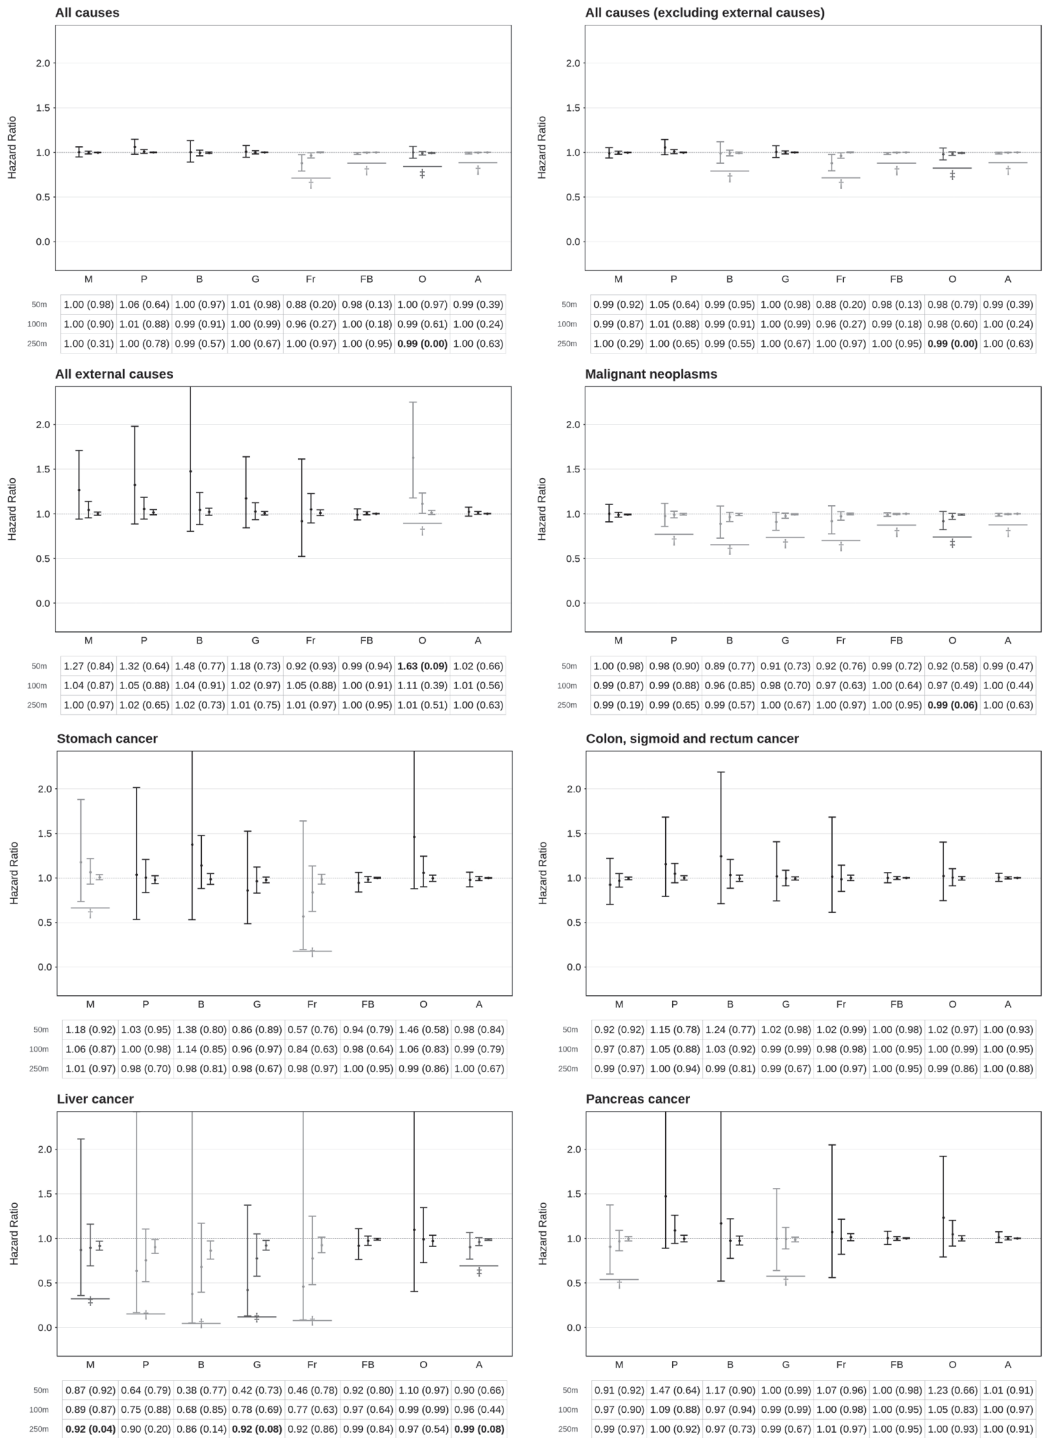 All causes
All causes (excluding external causes)
Hazard Ratio
2.0
1.5
1.0
0.5
0.0
† † ‡ †
M P B G Fr FB O A
50m 1.00 (0.98) 1.06 (0.64) 1.00 (0.97) 1.01 (0.98) 0.88 (0.20) 0.98 (0.13) 1.00 (0.97) 0.99 (0.39)
100m 1.00 (0.90) 1.01 (0.88) 0.99 (0.91) 1.00 (0.99) 0.96 (0.27) 1.00 (0.18) 0.99 (0.61) 1.00 (0.24)
250m 1.00 (0.31) 1.00 (0.78) 0.99 (0.57) 1.00 (0.67) 1.00 (0.97) 1.00 (0.95) 0.99 (0.00) 1.00 (0.63)
Hazard Ratio
2.0
1.5
1.0
0.5
0.0
† † † ‡ †
M P B G Fr FB O A
0.99 (0.92) 1.05 (0.64) 0.99 (0.95) 1.00 (0.98) 0.88 (0.20) 0.98 (0.13) 0.98 (0.79) 0.99 (0.39)
0.99 (0.87) 1.01 (0.88) 0.99 (0.91) 1.00 (0.99) 0.96 (0.27) 0.99 (0.18) 0.98 (0.60) 1.00 (0.24)
1.00 (0.29) 1.00 (0.65) 0.99 (0.55) 1.00 (0.67) 1.00 (0.97) 1.00 (0.95) 0.99 (0.00) 1.00 (0.63)
All external causes
Malignant neoplasms
Hazard Ratio
2.0
1.5
1.0
0.5
0.0
†
M P B G Fr FB O A
50m 1.27 (0.84) 1.32 (0.64) 1.48 (0.77) 1.18 (0.73) 0.92 (0.93) 0.99 (0.94) 1.63 (0.09) 1.02 (0.66)
100m 1.04 (0.87) 1.05 (0.88) 1.04 (0.91) 1.02 (0.97) 1.05 (0.88) 1.00 (0.91) 1.11 (0.39) 1.01 (0.56)
250m 1.00 (0.97) 1.02 (0.65) 1.02 (0.73) 1.01 (0.75) 1.01 (0.97) 1.00 (0.95) 1.01 (0.51) 1.00 (0.63)
Hazard Ratio
2.0
1.5
1.0
0.5
0.0
† † † † † ‡ †
M P B G Fr FB O A
1.00 (0.98) 0.98 (0.90) 0.89 (0.77) 0.91 (0.73) 0.92 (0.76) 0.99 (0.72) 0.92 (0.58) 0.99 (0.47)
0.99 (0.87) 0.99 (0.88) 0.96 (0.85) 0.98 (0.70) 0.97 (0.63) 1.00 (0.64) 0.97 (0.49) 1.00 (0.44)
0.99 (0.19) 0.99 (0.65) 0.99 (0.57) 1.00 (0.67) 1.00 (0.97) 1.00 (0.95) 0.99 (0.06) 1.00 (0.63)
Stomach cancer
Colon, sigmoid and rectum cancer
Hazard Ratio
2.0
1.5
1.0
0.5
0.0
† †
M P B G Fr FB O A
50m 1.18 (0.92) 1.03 (0.95) 1.38 (0.80) 0.86 (0.89) 0.57 (0.76) 0.94 (0.79) 1.46 (0.58) 0.98 (0.84)
100m 1.06 (0.87) 1.00 (0.98) 1.14 (0.85) 0.96 (0.97) 0.84 (0.63) 0.98 (0.64) 1.06 (0.83) 0.99 (0.79)
250m 1.01 (0.97) 0.98 (0.70) 0.98 (0.81) 0.98 (0.67) 0.98 (0.97) 1.00 (0.95) 0.99 (0.86) 1.00 (0.67)
Hazard Ratio
2.0
1.5
1.0
0.5
0.0
M P B G Fr FB O A
50m 0.92 (0.92) 1.15 (0.78) 1.24 (0.77) 1.02 (0.98) 1.02 (0.99) 1.00 (0.98) 1.02 (0.97) 1.00 (0.93)
100m 0.97 (0.87) 1.05 (0.88) 1.03 (0.92) 0.99 (0.99) 0.98 (0.98) 1.00 (0.95) 1.00 (0.99) 1.00 (0.95)
250m 0.99 (0.97) 1.00 (0.94) 0.99 (0.81) 0.99 (0.67) 1.00 (0.97) 1.00 (0.95) 0.99 (0.86) 1.00 (0.88)
Liver cancer
Pancreas cancer
Hazard Ratio
2.0
1.5
1.0
0.5
0.0
‡ † † ‡ † ‡
M P B G Fr FB O A
50m 0.87 (0.92) 0.64 (0.79) 0.38 (0.77) 0.42 (0.73) 0.46 (0.78) 0.92 (0.80) 1.10 (0.97) 0.90 (0.66)
100m 0.89 (0.87) 0.75 (0.88) 0.68 (0.85) 0.78 (0.69) 0.77 (0.63) 0.97 (0.64) 0.99 (0.99) 0.96 (0.44)
250m 0.92 (0.04) 0.90 (0.20) 0.86 (0.14) 0.92 (0.08) 0.92 (0.86) 0.99 (0.84) 0.97 (0.54) 0.99 (0.08)
Hazard Ratio
2.0
1.5
1.0
0.5
0.0
† †
M P B G Fr FB O A
50m 0.91 (0.92) 1.47 (0.64) 1.17 (0.90) 1.00 (0.99) 1.07 (0.96) 1.00 (0.98) 1.23 (0.66) 1.01 (0.91)
100m 0.97 (0.90) 1.09 (0.88) 0.97 (0.94) 0.99 (0.99) 1.00 (0.98) 1.00 (0.95) 1.05 (0.83) 1.00 (0.97)
250m 0.99 (0.97) 1.00 (0.92) 0.97 (0.73) 0.99 (0.67) 1.01 (0.97) 1.00 (0.95) 1.00 (0.93) 1.00 (0.91)